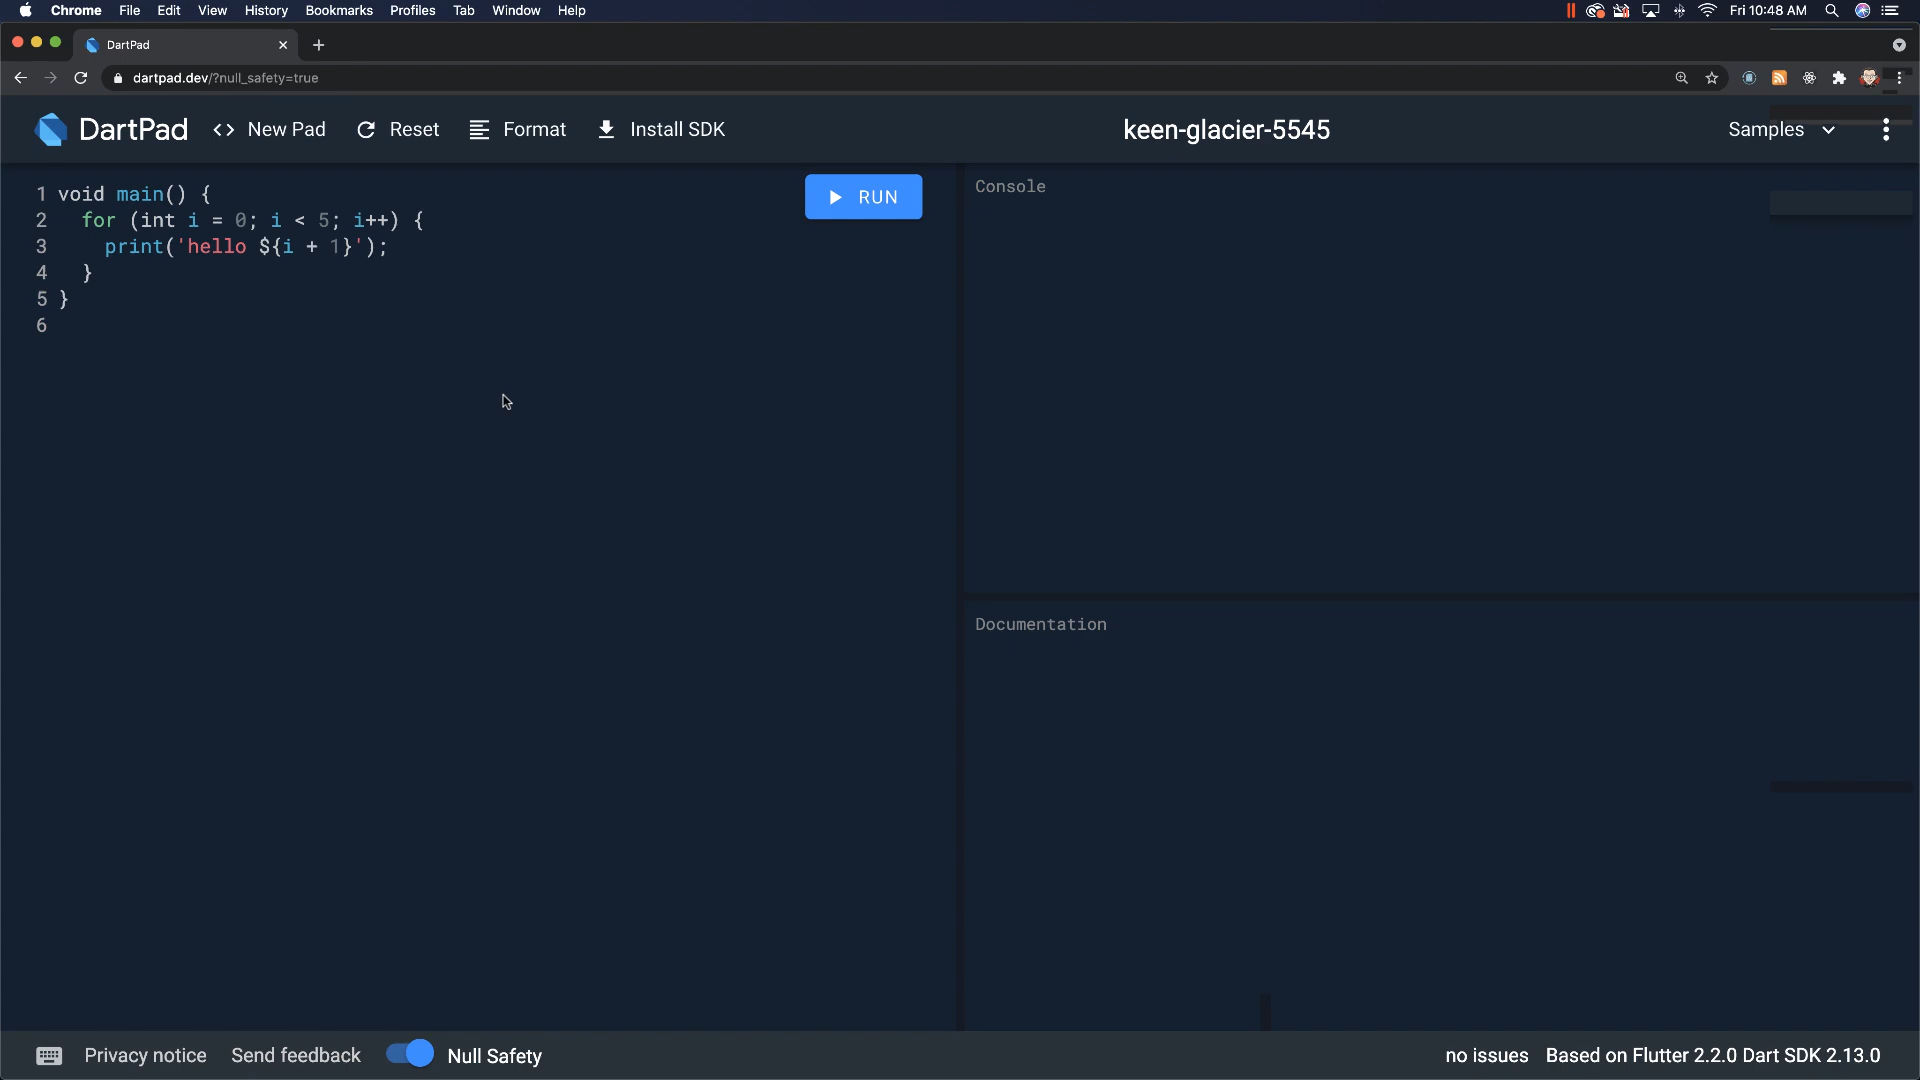 Chrome File Edit View History Bookmarks Profiles Tab Window Help
Fri 10:48 AM
DartPad
dartpad.dev/?null_safety=true
DartPad
<> New Pad
Reset
Format
Install SDK
keen-glacier-5545
Samples
1 void main() {
2   for (int i = 0; i < 5; i++) {
3     print('hello ${i + 1}');
4   }
5 }
6
RUN
Console
Documentation
Privacy notice
Send feedback
Null Safety
no issues
Based on Flutter 2.2.0 Dart SDK 2.13.0